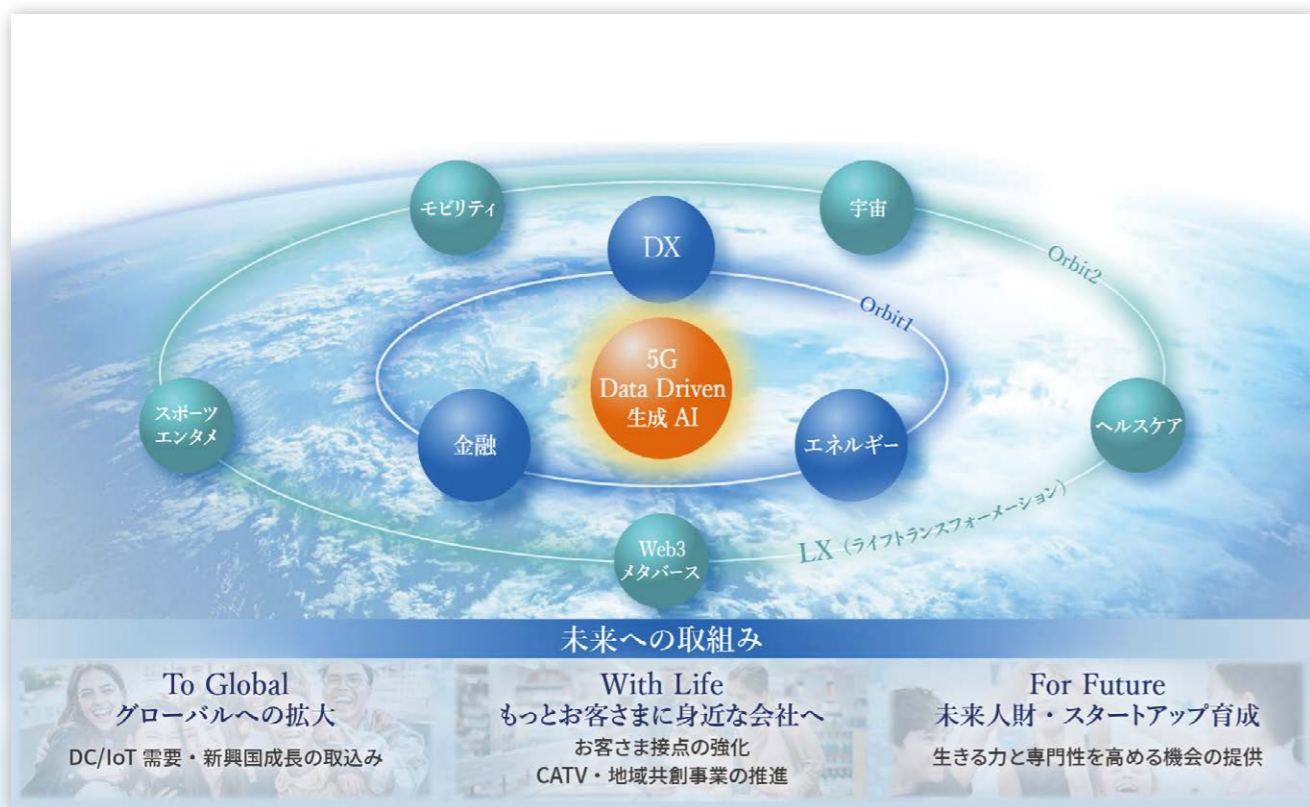 モビリティ
宇宙
DX
Orbit2
Orbit1
5G
Data Driven
生成 AI
スポーツ
エンタメ
金融
エネルギー
ヘルスケア
Web3
メタバース
LX（ライフトランスフォーメーション）
未来への取組み
To Global
グローバルへの拡大
DC/IoT 需要・新興国成長の取込み
With Life
もっとお客さまに身近な会社へ
お客さま接点の強化
CATV・地域共創事業の推進
For Future
未来人財・スタートアップ育成
生きる力と専門性を高める機会の提供